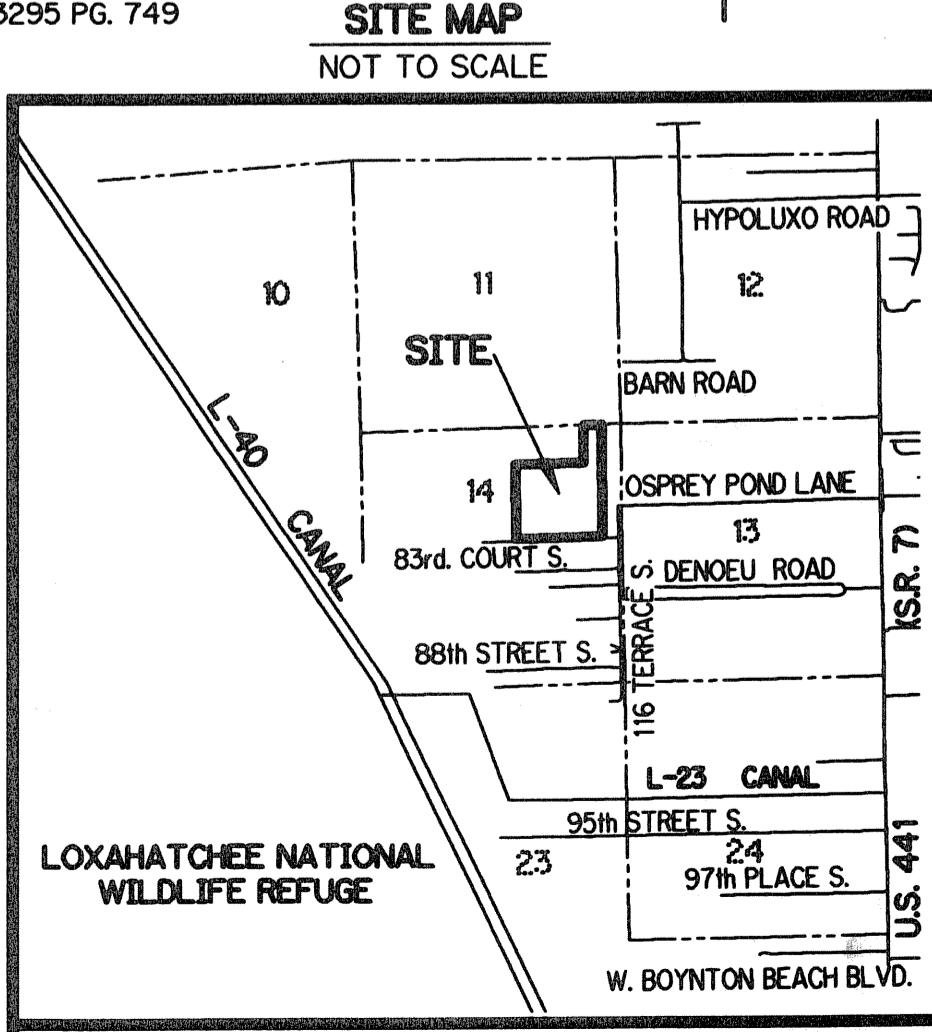 3295 PG. 749
SITE MAP
NOT TO SCALE
HYPOLUXO ROAD
10
11
12
SITE
BARN ROAD
L-40 CANAL
14
OSPREY POND LANE
13
83rd. COURT S.
DENOEU ROAD
(S.R. 7)
88th STREET S.
116 TERRACE S.
L-23 CANAL
95th STREET S.
LOXAHATCHEE NATIONAL
WILDLIFE REFUGE
23
24
97th PLACE S.
U.S. 441
W. BOYNTON BEACH BLVD.